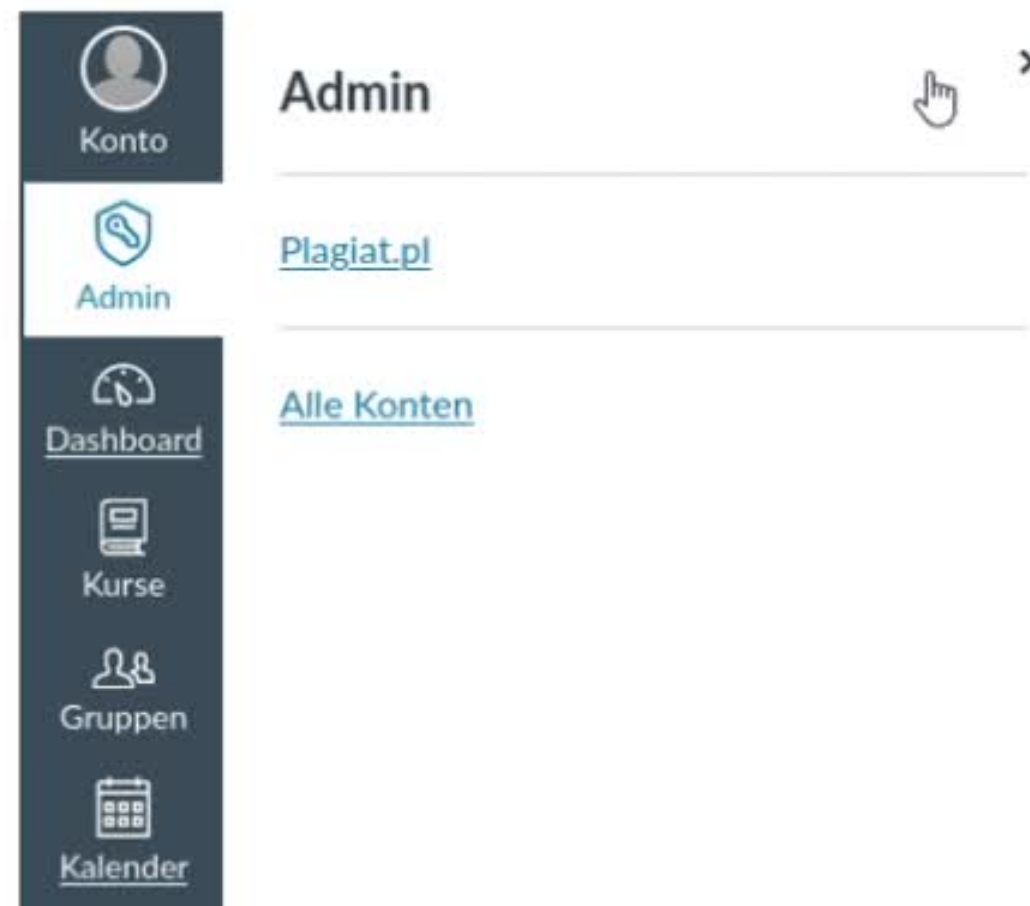 Konto
Admin
Dashboard
Kurse
Gruppen
Kalender
Admin
Plagiat.pl
Alle Konten